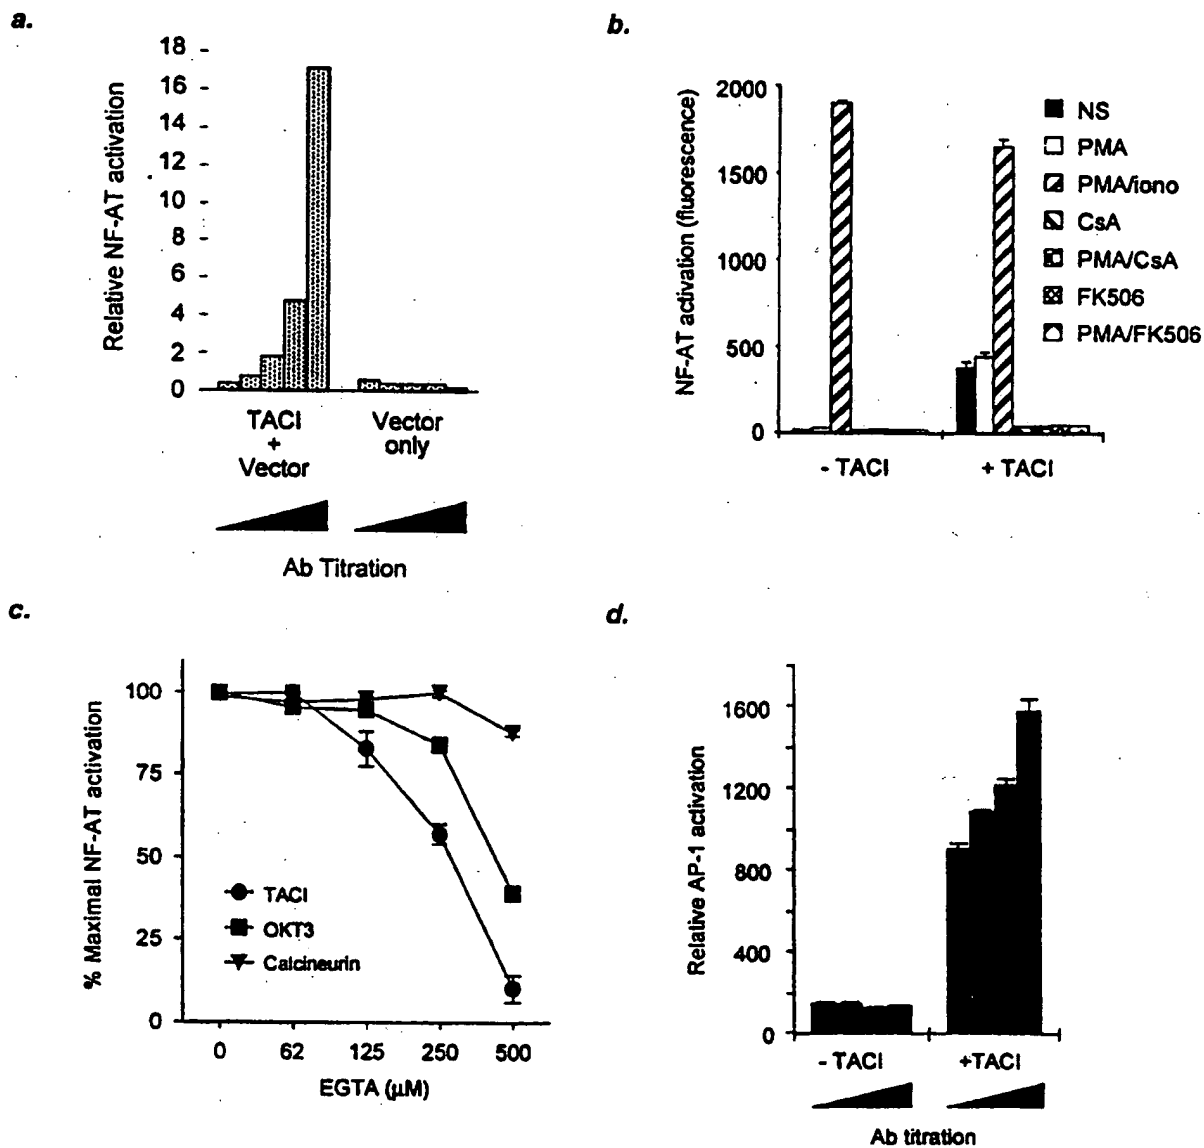 a.
Relative NF-AT activation
18
16
14
12
10
8
6
4
2
0
TACI
+
Vector
Vector
only
Ab Titration
b.
NF-AT activation (fluorescence)
2000
1500
1000
500
0
- TACI
+ TACI
NS
PMA
PMA/iono
CsA
PMA/CsA
FK506
PMA/FK506
c.
% Maximal NF-AT activation
100
75
50
25
0
TACI
OKT3
Calcineurin
0 62 125 250 500
EGTA (μM)
d.
Relative AP-1 activation
1600
1200
800
400
0
- TACI
+TACI
Ab titration